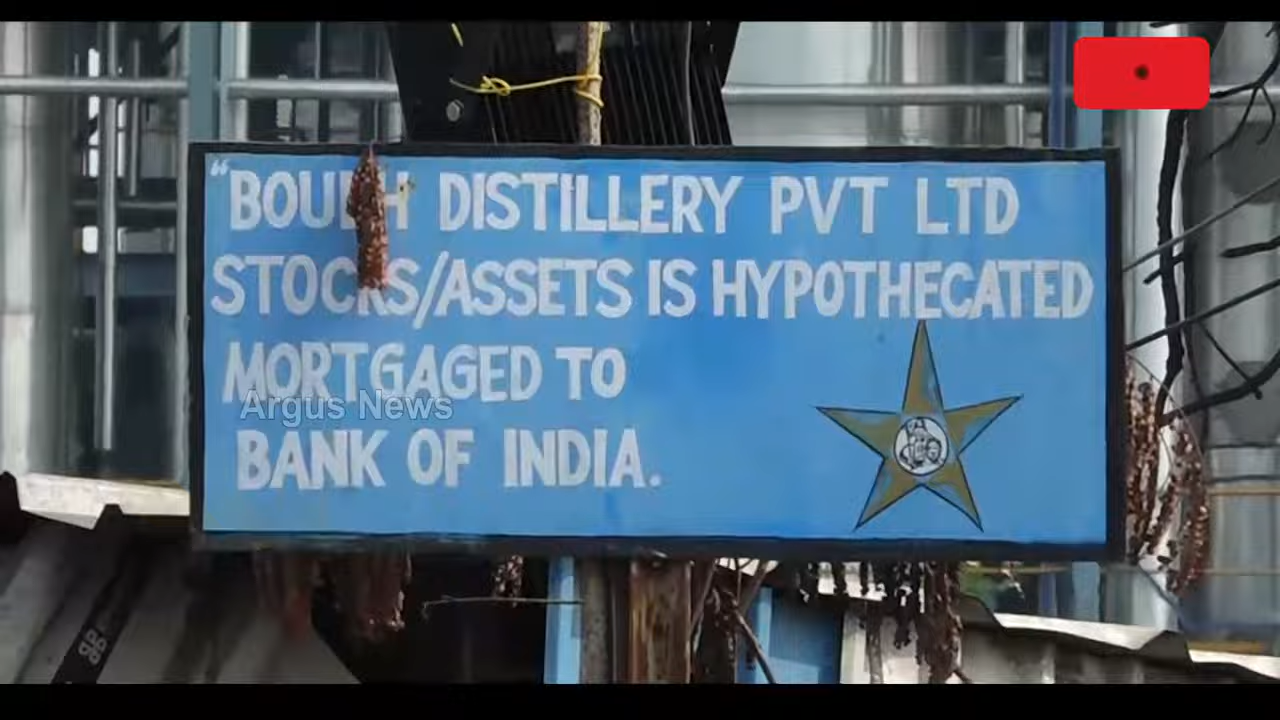 “BOUDH DISTILLERY PVT LTD
STOCKS/ASSETS IS HYPOTHECATED
MORTGAGED TO
Argus News
BANK OF INDIA.